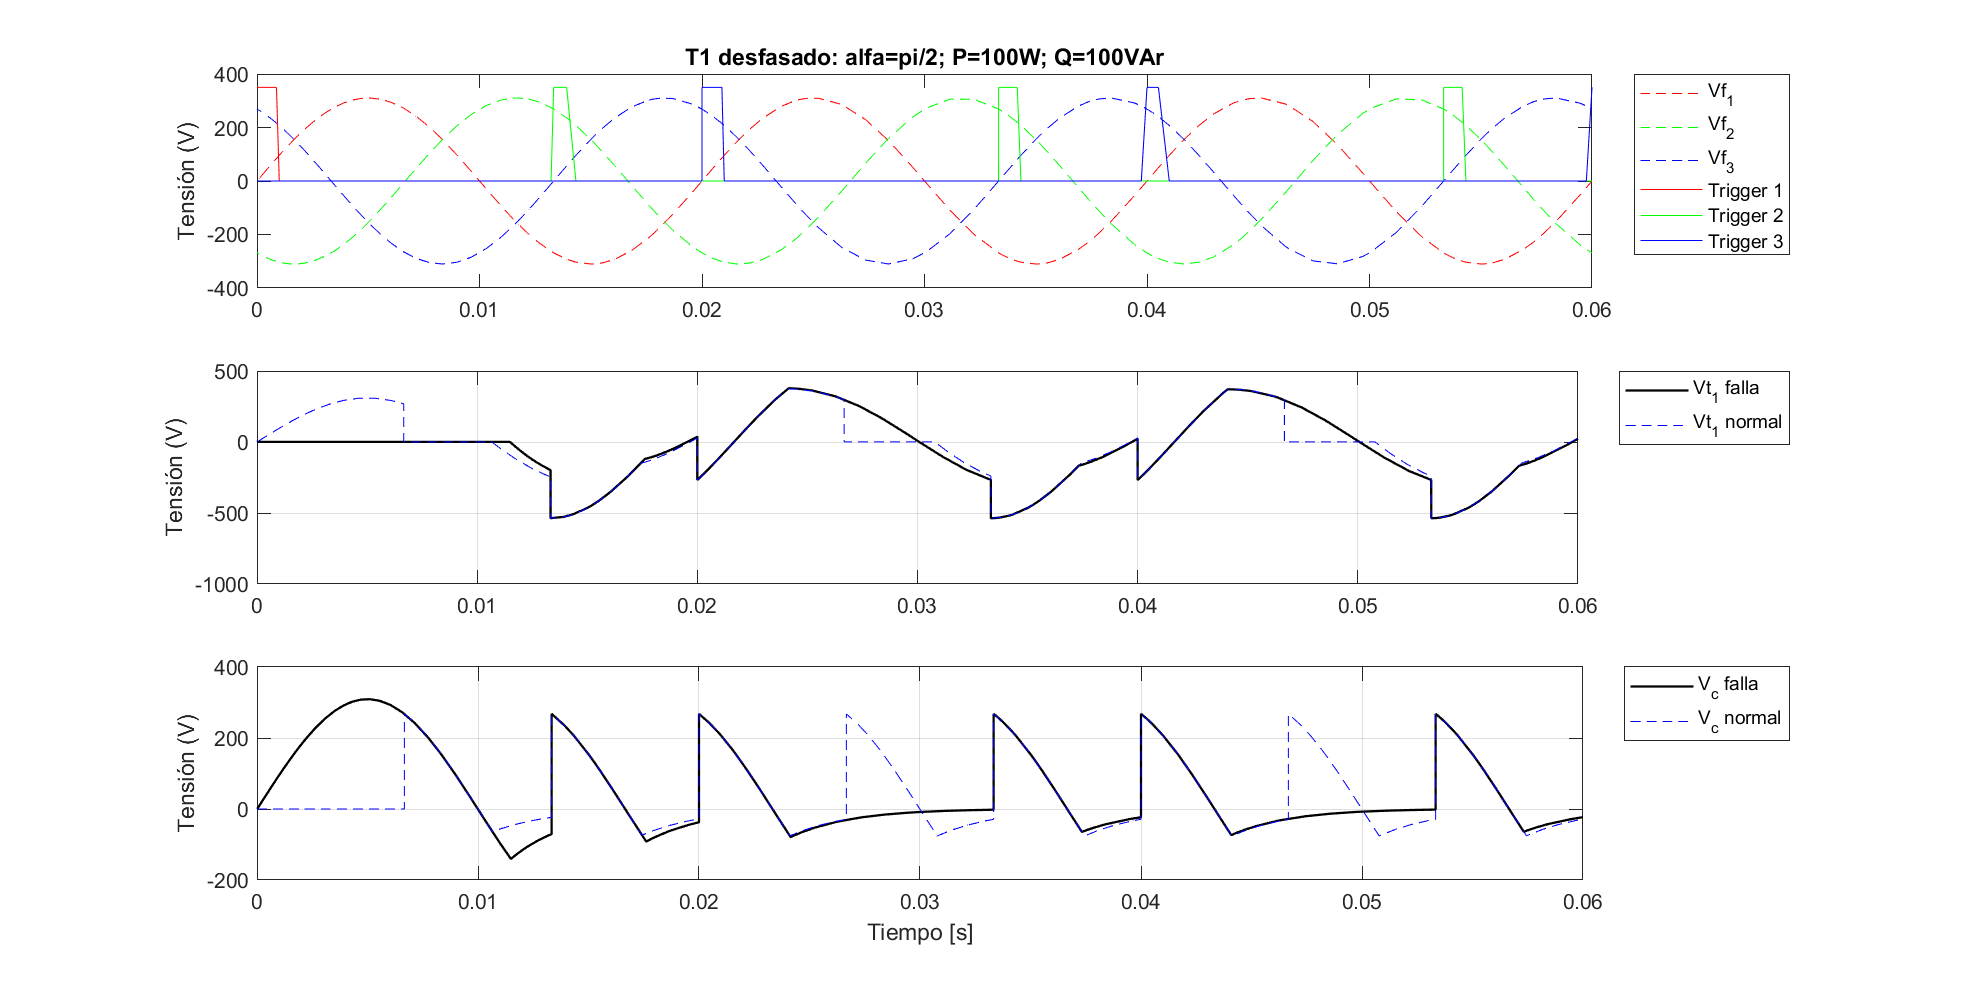 T1 desfasado: alfa=pi/2; P=100W; Q=100VAr
Tensión (V)
400
200
0
-200
-400
0 0.01 0.02 0.03 0.04 0.05 0.06
Vf1
Vf2
Vf3
Trigger 1
Trigger 2
Trigger 3
Tensión (V)
500
0
-500
-1000
0 0.01 0.02 0.03 0.04 0.05 0.06
Vt1 falla
Vt1 normal
Tensión (V)
400
200
0
-200
0 0.01 0.02 0.03 0.04 0.05 0.06
Tiempo [s]
Vc falla
Vc normal